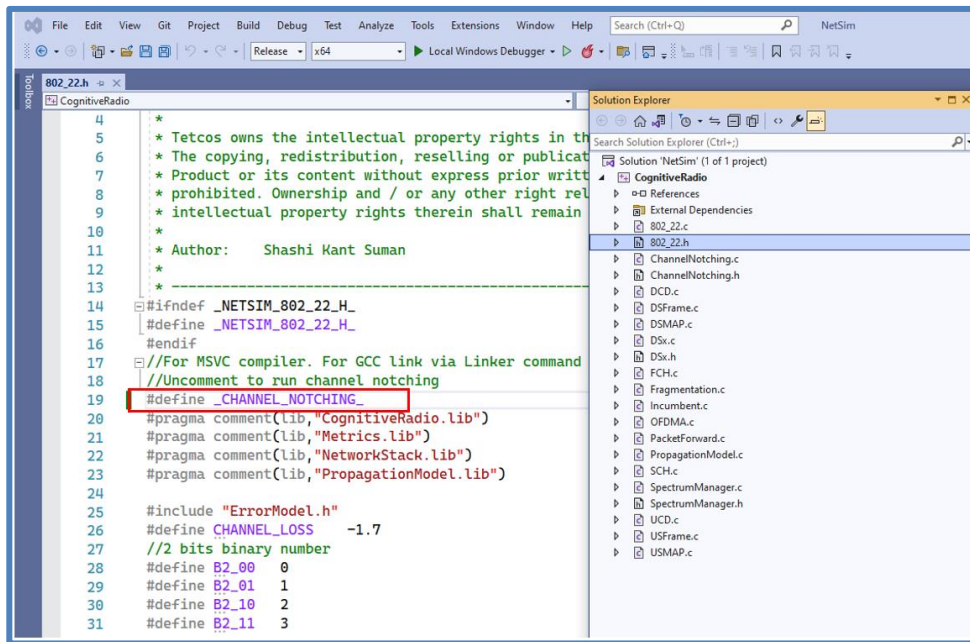 File Edit View Git Project Build Debug Test Analyze Tools Extensions Window Help Search (Ctrl+Q) NetSim
Release x64 Local Windows Debugger
Toolbox
802_22.h
CognitiveRadio
4 *
5 * Tetcos owns the intellectual property rights in th
6 * The copying, redistribution, reselling or publicat
7 * Product or its content without express prior writt
8 * prohibited. Ownership and / or any other right rel
9 * intellectual property rights therein shall remain
10 *
11 * Author: Shashi Kant Suman
12 *
13 * ---------------------------------------------------
14 #ifndef _NETSIM_802_22_H_
15 #define _NETSIM_802_22_H_
16 #endif
17 //For MSVC compiler. For GCC link via Linker command
18 //Uncomment to run channel notching
19 #define _CHANNEL_NOTCHING_
20 #pragma comment(lib,"CognitiveRadio.lib")
21 #pragma comment(lib,"Metrics.lib")
22 #pragma comment(lib,"NetworkStack.lib")
23 #pragma comment(lib,"PropagationModel.lib")
24
25 #include "ErrorModel.h"
26 #define CHANNEL_LOSS -1.7
27 //2 bits binary number
28 #define B2_00 0
29 #define B2_01 1
30 #define B2_10 2
31 #define B2_11 3
Solution Explorer
Search Solution Explorer (Ctrl+;)
Solution 'NetSim' (1 of 1 project)
CognitiveRadio
References
External Dependencies
802_22.c
802_22.h
ChannelNotching.c
ChannelNotching.h
DCD.c
DSFrame.c
DSMAP.c
DSx.c
DSx.h
FCH.c
Fragmentation.c
Incumbent.c
OFDMA.c
PacketForward.c
PropagationModel.c
SCH.c
SpectrumManager.c
SpectrumManager.h
UCD.c
USFrame.c
USMAP.c